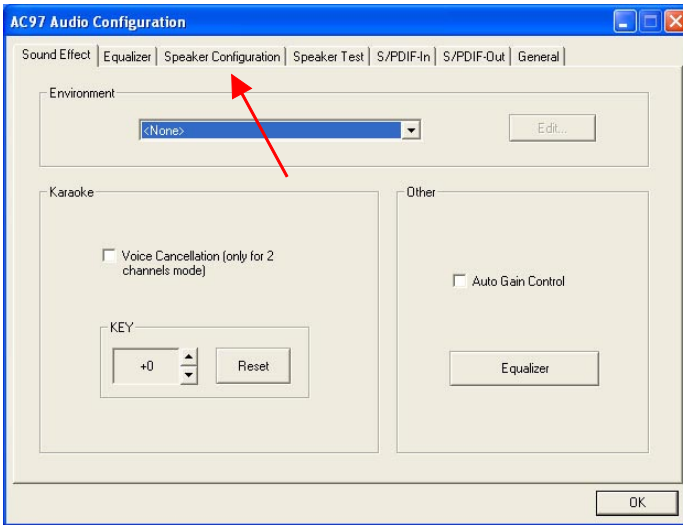 AC97 Audio Configuration
Sound Effect Equalizer Speaker Configuration Speaker Test S/PDIF-In S/PDIF-Out General
Environment
<None>
Edit...
Karaoke
Voice Cancellation (only for 2
channels mode)
KEY
+0
Reset
Other
Auto Gain Control
Equalizer
OK